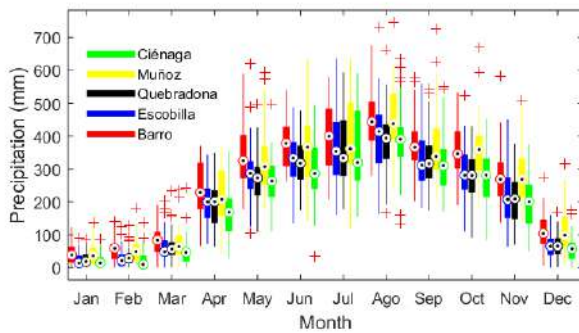 700
600
500
400
300
200
100
0
Precipitation (mm)
Ciénaga
Muñoz
Quebradona
Escobilla
Barro
Jan Feb Mar Apr May Jun Jul Ago Sep Oct Nov Dec
Month